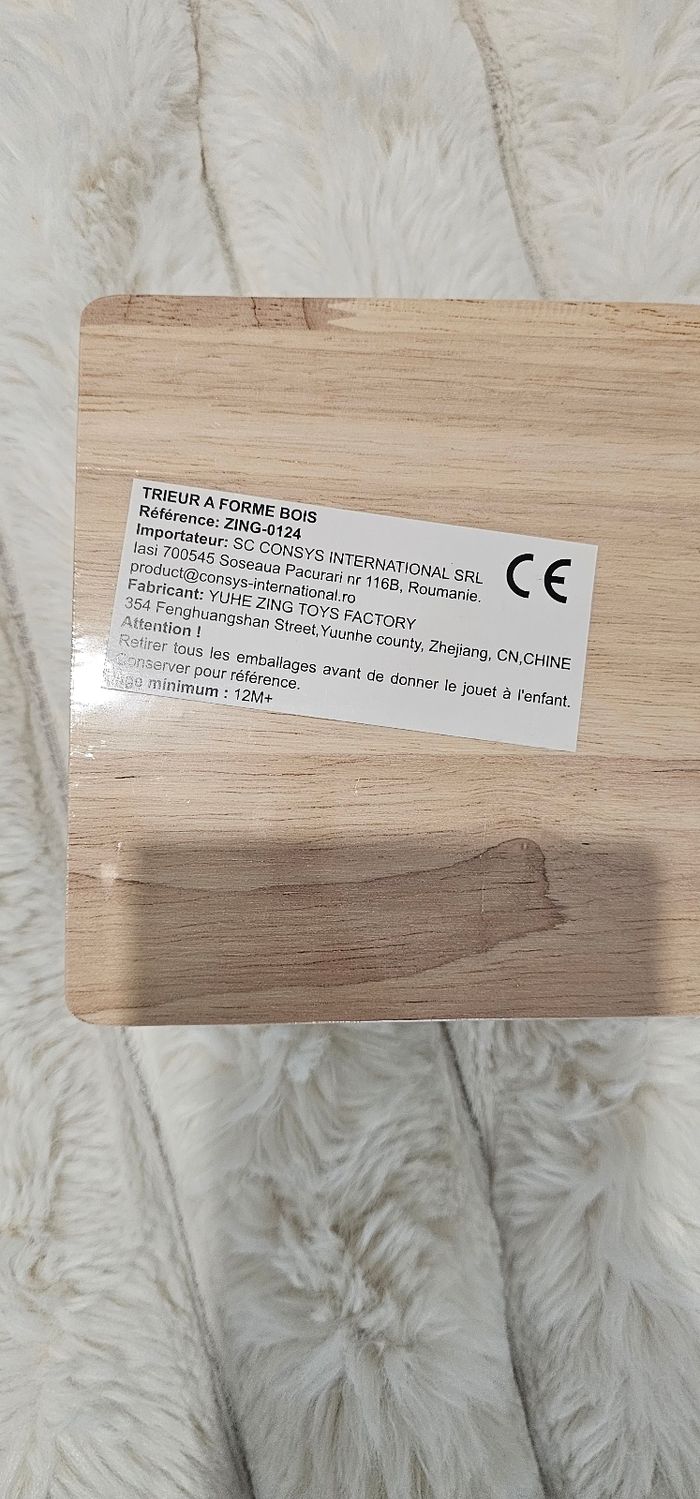 TRIEUR A FORME BOIS
Référence: ZING-0124
Importateur: SC CONSYS INTERNATIONAL SRL
Iasi 700545 Soseaua Pacurari nr 116B, Roumanie.
product@consys-international.ro
Fabricant: YUHE ZING TOYS FACTORY
354 Fenghuangshan Street,Yuunhe county, Zhejiang, CN,CHINE
Attention !
Retirer tous les emballages avant de donner le jouet à l'enfant.
Conserver pour référence.
Age minimum : 12M+
CE